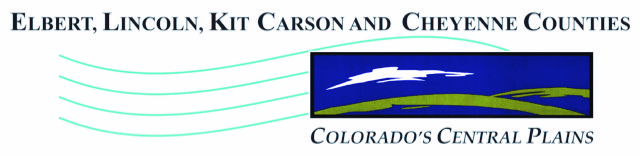 Elbert, Lincoln, Kit Carson and Cheyenne Counties
Colorado's Central Plains